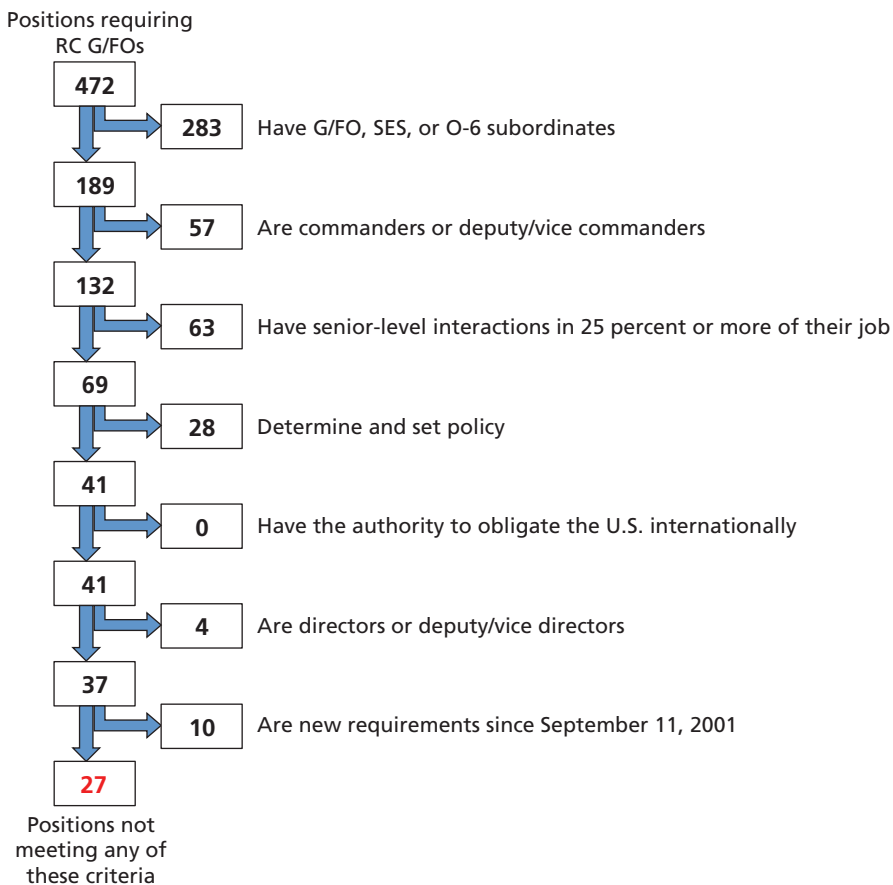 Positions requiring
RC G/FOs
472
283 Have G/FO, SES, or O-6 subordinates
189
57 Are commanders or deputy/vice commanders
132
63 Have senior-level interactions in 25 percent or more of their job
69
28 Determine and set policy
41
0 Have the authority to obligate the U.S. internationally
41
4 Are directors or deputy/vice directors
37
10 Are new requirements since September 11, 2001
27
Positions not
meeting any of
these criteria